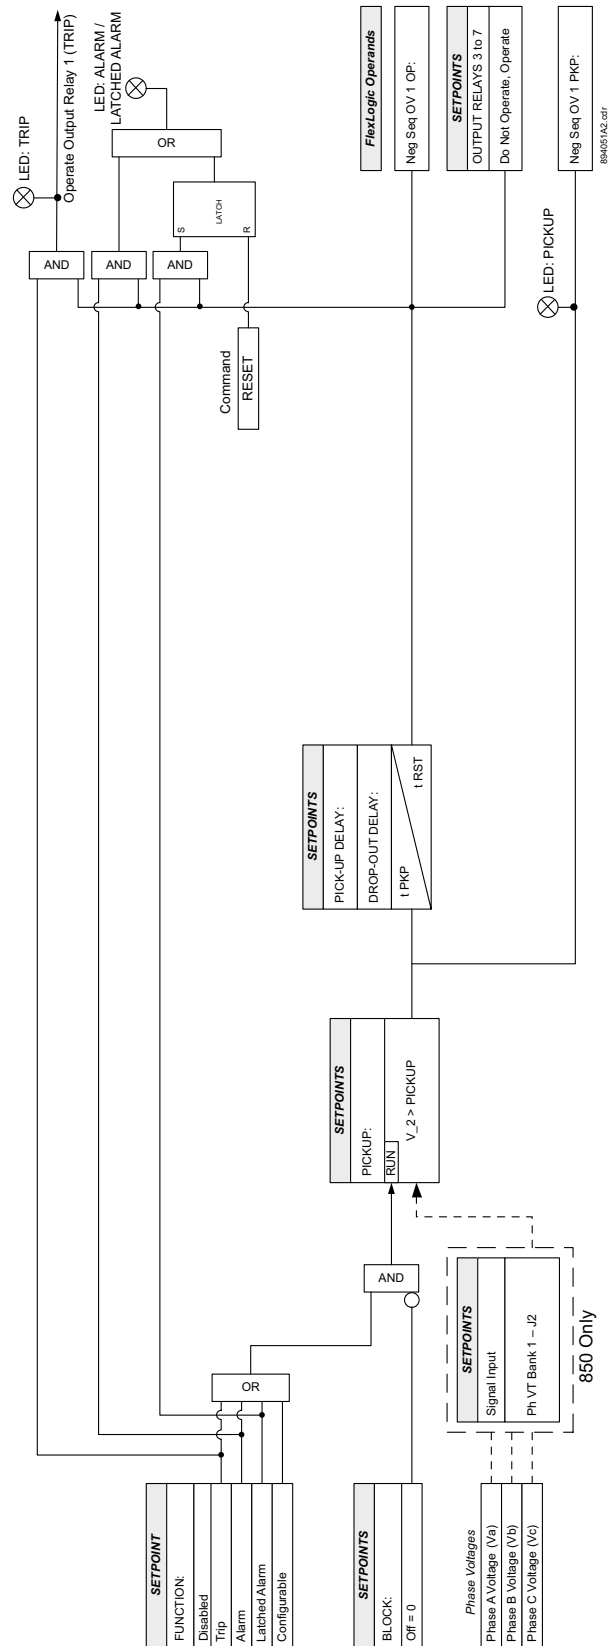 SETPOINT
FUNCTION:
Disabled
Trip
Alarm
Latched Alarm
Configurable
SETPOINTS
BLOCK:
Off = 0
Phase Voltages
Phase A Voltage (Va)
Phase B Voltage (Vb)
Phase C Voltage (Vc)
OR
AND
SETPOINTS
Signal Input
Ph VT Bank 1 – J2
850 Only
SETPOINTS
PICKUP:
RUN
V_2 > PICKUP
SETPOINTS
PICK-UP DELAY:
DROP-OUT DELAY:
t PKP
t RST
Command
RESET
AND
AND
AND
S
LATCH
R
OR
LED: TRIP
Operate Output Relay 1 (TRIP)
LED: ALARM /
LATCHED ALARM
LED: PICKUP
FlexLogic Operands
Neg Seq OV 1 OP:
SETPOINTS
OUTPUT RELAYS 3 to 7
Do Not Operate, Operate
Neg Seq OV 1 PKP:
894051A2.cdr